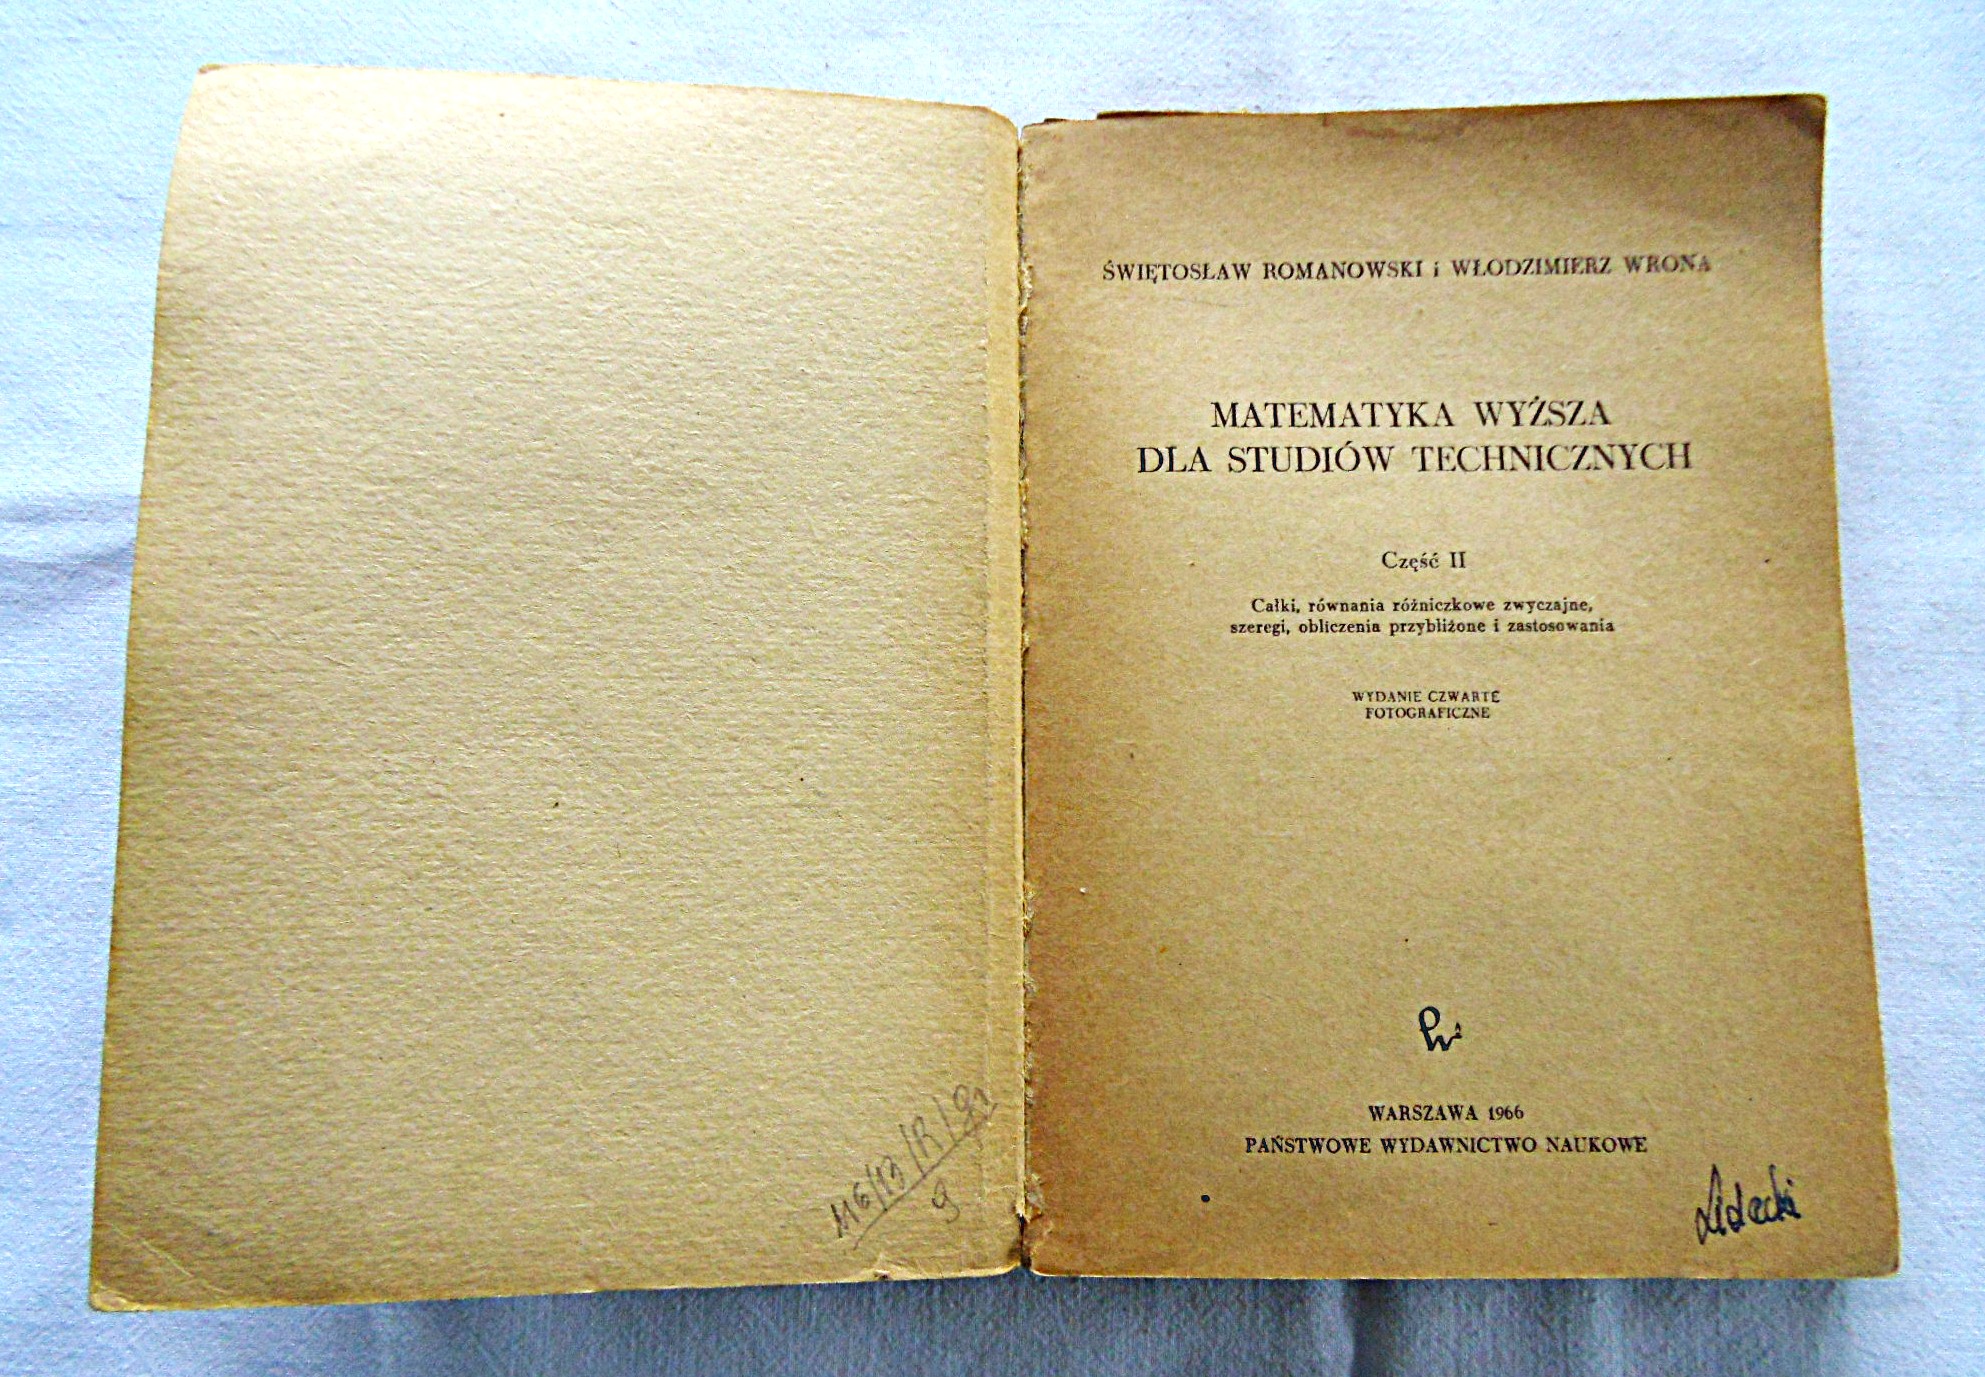 ŚWIĘTOSŁAW ROMANOWSKI i WŁODZIMIERZ WRONA
MATEMATYKA WYŻSZA
DLA STUDIÓW TECHNICZNYCH
Część II
Całki, równania różniczkowe zwyczajne,
szeregi, obliczenia przybliżone i zastosowania
WYDANIE CZWARTE
FOTOGRAFICZNE
WARSZAWA 1966
PAŃSTWOWE WYDAWNICTWO NAUKOWE